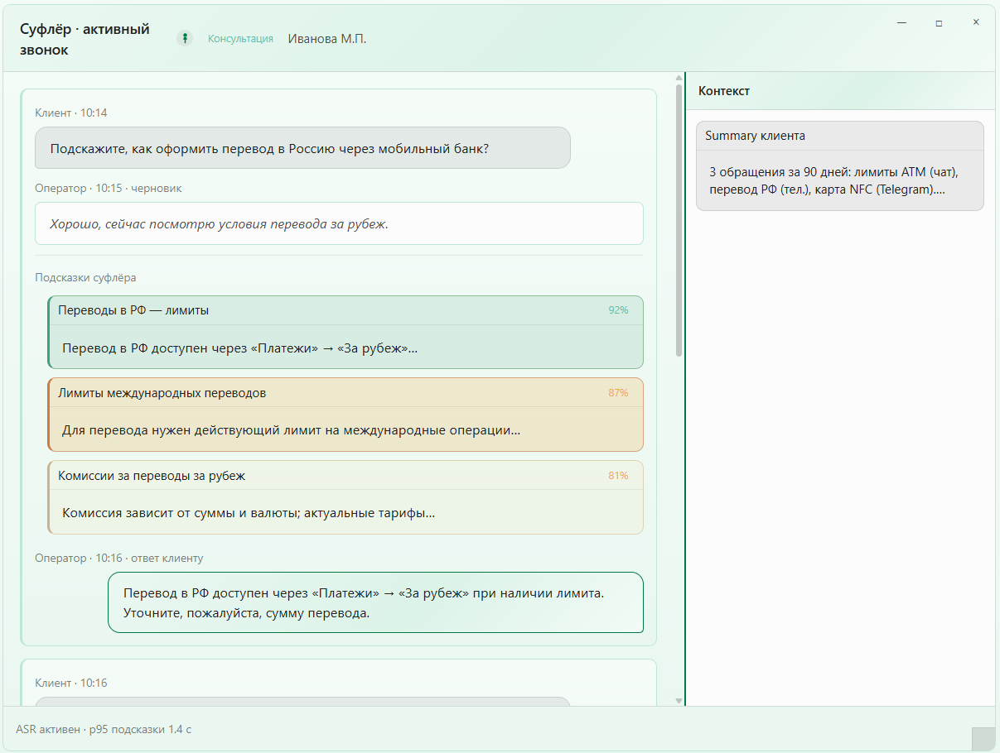 Суфлёр · активный
звонок
Консультация
Иванова М.П.
Клиент · 10:14
Подскажите, как оформить перевод в Россию через мобильный банк?
Оператор · 10:15 · черновик
Хорошо, сейчас посмотрю условия перевода за рубеж.
Подсказки суфлёра
Переводы в РФ — лимиты
92%
Перевод в РФ доступен через «Платежи» → «За рубеж»...
Лимиты международных переводов
87%
Для перевода нужен действующий лимит на международные операции...
Комиссии за переводы за рубеж
81%
Комиссия зависит от суммы и валюты; актуальные тарифы...
Оператор · 10:16 · ответ клиенту
Перевод в РФ доступен через «Платежи» → «За рубеж» при наличии лимита.
Уточните, пожалуйста, сумму перевода.
Клиент · 10:16
Контекст
Summary клиента
3 обращения за 90 дней: лимиты ATM (чат),
перевод РФ (тел.), карта NFC (Telegram)....
ASR активен · p95 подсказки 1.4 с